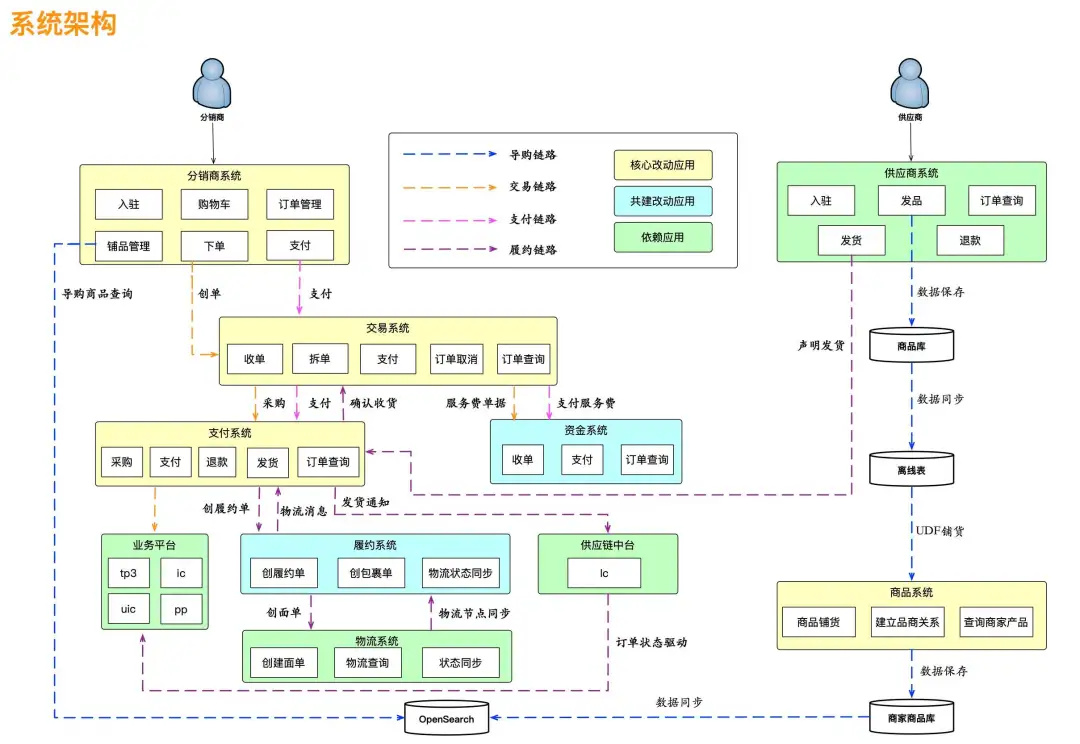 系统架构
分销商
供应商
导购链路
交易链路
支付链路
履约链路
核心改动应用
共建改动应用
依赖应用
分销商系统
入驻
购物车
订单管理
铺品管理
下单
支付
供应商系统
入驻
发品
订单查询
发货
退款
导购商品查询
创单
支付
数据保存
声明发货
商品库
交易系统
收单
拆单
支付
订单取消
订单查询
采购
支付
确认收货
服务费单据
支付服务费
数据同步
支付系统
采购
支付
退款
发货
订单查询
资金系统
收单
支付
订单查询
离线表
创履约单
物流消息
发货通知
UDF铺货
业务平台
tp3
ic
uic
pp
履约系统
创履约单
创包裹单
物流状态同步
供应链中台
lc
商品系统
商品铺货
建立品商关系
查询商家产品
创面单
物流节点同步
订单状态驱动
物流系统
创建面单
物流查询
状态同步
数据保存
数据同步
OpenSearch
商家商品库